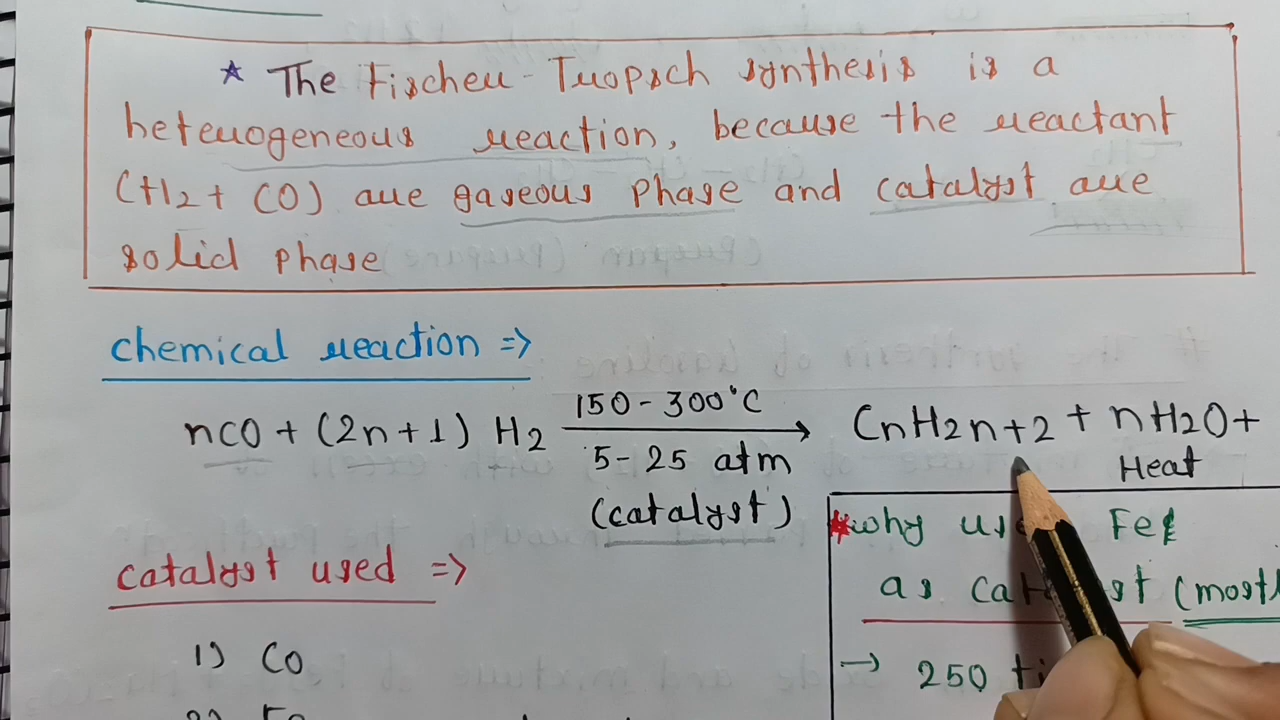 ★ The Fischer-Tropsch synthesis is a
heterogeneous reaction, because the reactant
(H2 + CO) are gaseous phase and catalyst are
solid phase
chemical reaction =>
nCO + (2n+1) H2 150-300°C CnH2n+2 + nH2O +
5-25 atm Heat
(catalyst)
*why use Fe
catalyst used =>
as catalyst (most
1) Co
→ 250